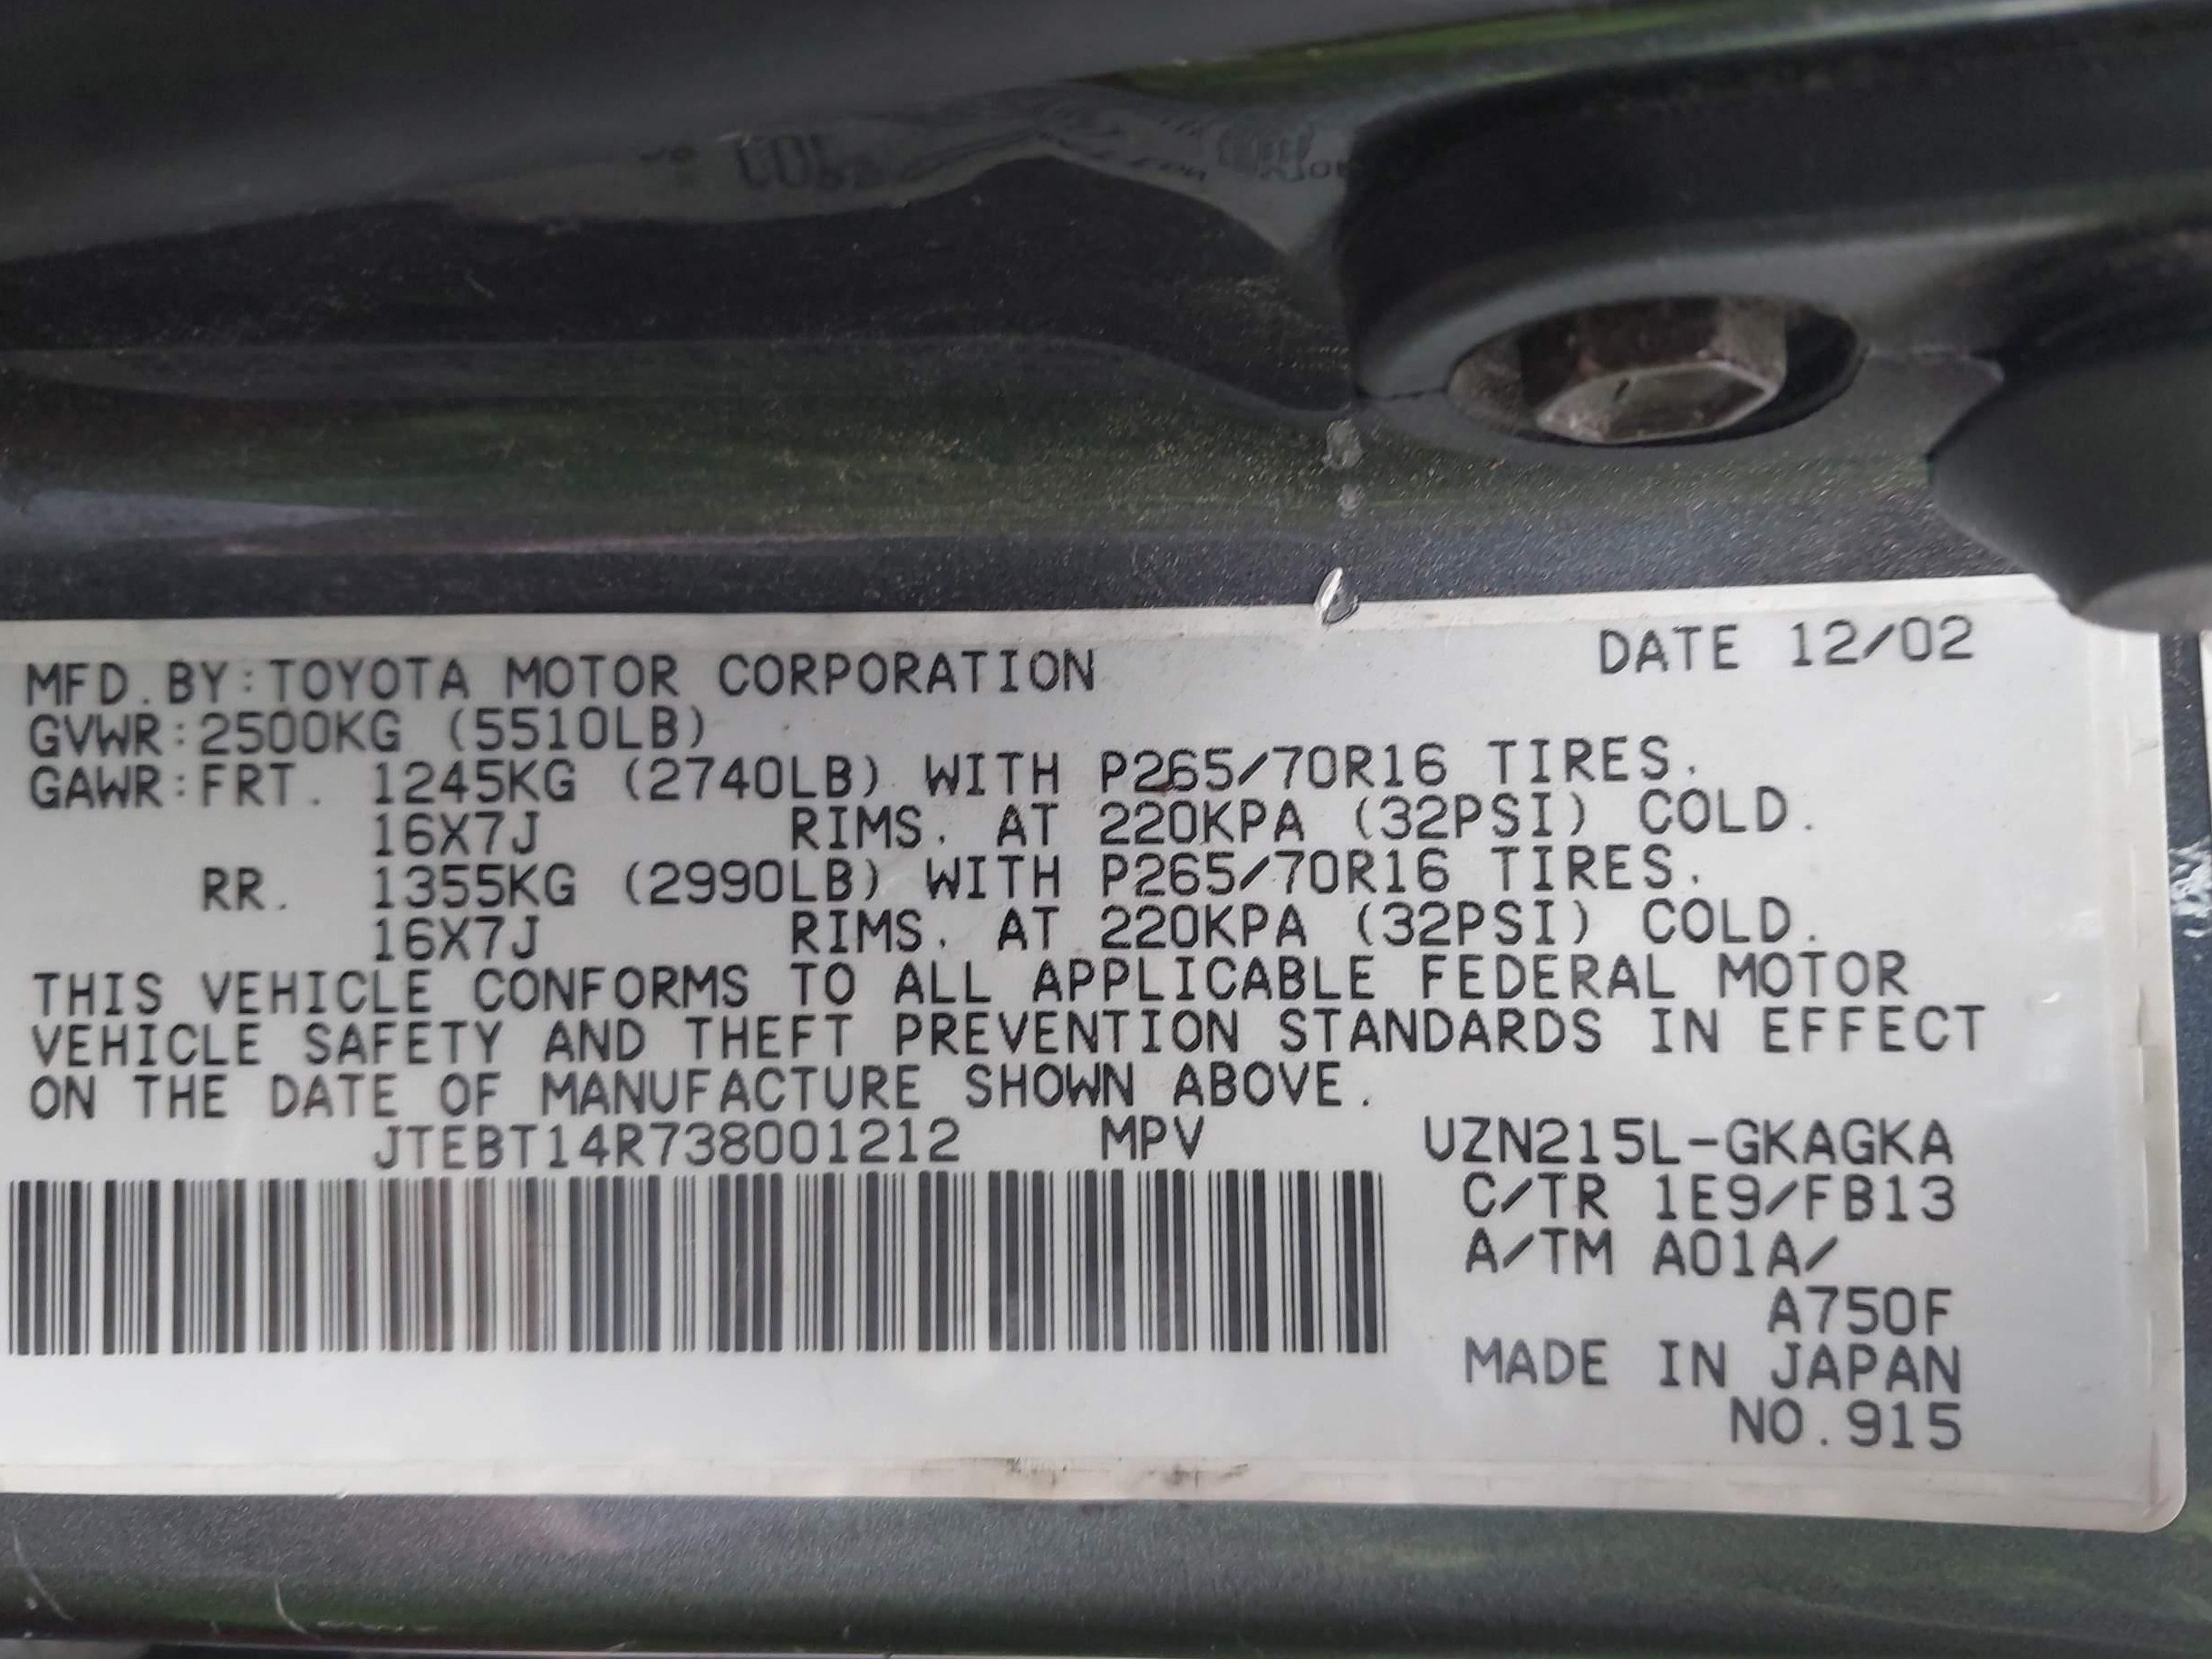 MFD.BY:TOYOTA MOTOR CORPORATION DATE 12/02
GVWR:2500KG (5510LB)
GAWR:FRT. 1245KG (2740LB) WITH P265/70R16 TIRES.
16X7J RIMS. AT 220KPA (32PSI) COLD.
RR. 1355KG (2990LB) WITH P265/70R16 TIRES.
16X7J RIMS. AT 220KPA (32PSI) COLD.
THIS VEHICLE CONFORMS TO ALL APPLICABLE FEDERAL MOTOR
VEHICLE SAFETY AND THEFT PREVENTION STANDARDS IN EFFECT
ON THE DATE OF MANUFACTURE SHOWN ABOVE.
JTEBT14R738001212 MPV UZN215L-GKAGKA
C/TR 1E9/FB13
A/TM A01A/
A750F
MADE IN JAPAN
NO.915